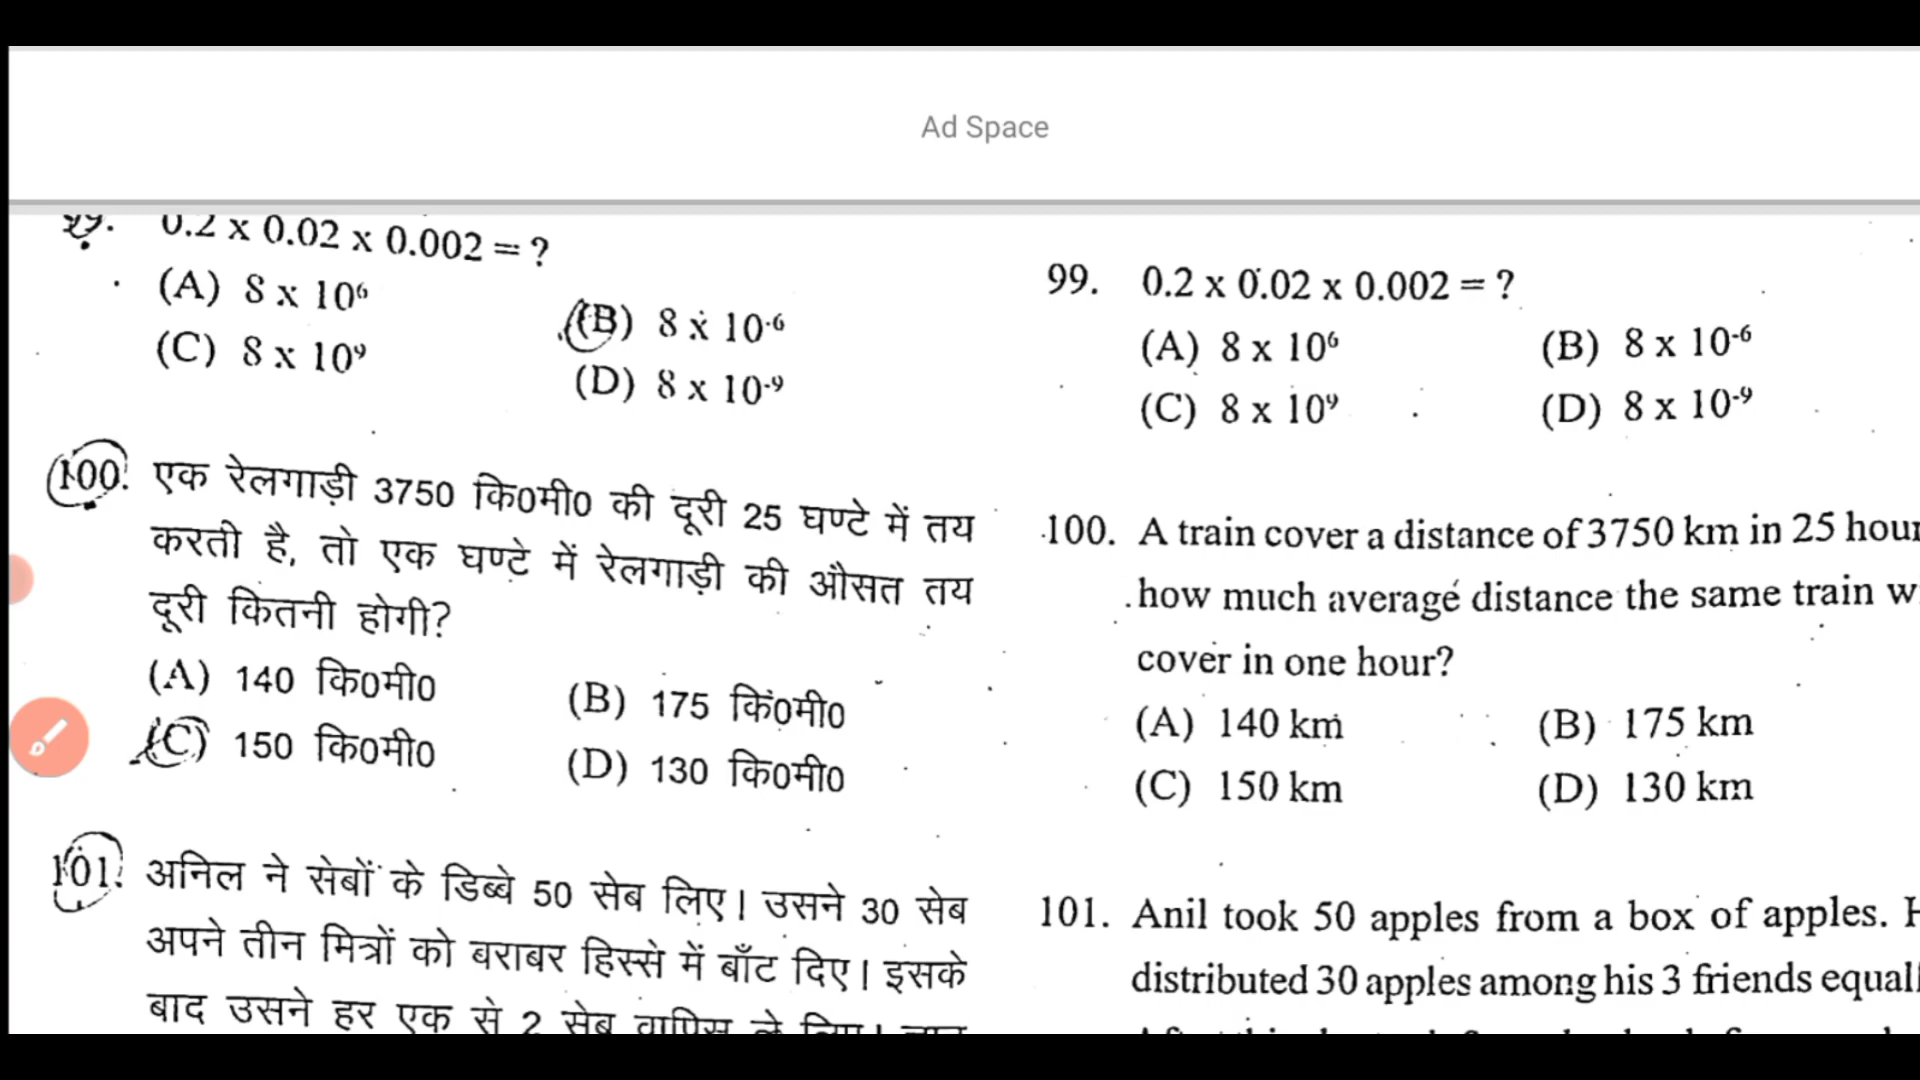 Ad Space
99. 0.2 x 0.02 x 0.002 = ?
(A) 8 x 10⁶
(B) 8 x 10⁻⁶
(C) 8 x 10⁹
(D) 8 x 10⁻⁹
100. एक रेलगाड़ी 3750 कि0मी0 की दूरी 25 घण्टे में तय
करती है, तो एक घण्टे में रेलगाड़ी की औसत तय
दूरी कितनी होगी?
(A) 140 कि0मी0
(B) 175 कि0मी0
(C) 150 कि0मी0
(D) 130 कि0मी0
101. अनिल ने सेबों के डिब्बे 50 सेब लिए। उसने 30 सेब
अपने तीन मित्रों को बराबर हिस्से में बाँट दिए। इसके
बाद उसने हर एक से 2 सेब वापिस ले लिए।
99. 0.2 x 0.02 x 0.002 = ?
(A) 8 x 10⁶ (B) 8 x 10⁻⁶
(C) 8 x 10⁹ (D) 8 x 10⁻⁹
100. A train cover a distance of 3750 km in 25 hour
how much average distance the same train w
cover in one hour?
(A) 140 km (B) 175 km
(C) 150 km (D) 130 km
101. Anil took 50 apples from a box of apples. H
distributed 30 apples among his 3 friends equall